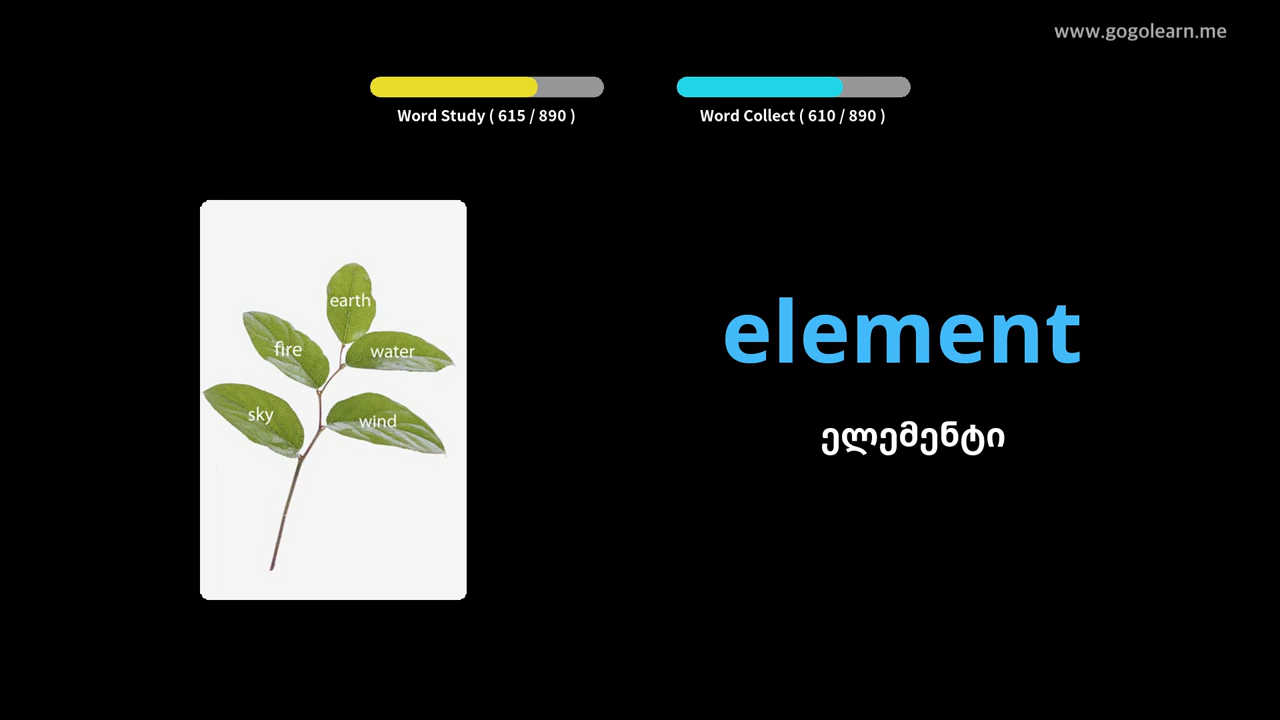 www.gogolearn.me
Word Study ( 615 / 890 )
Word Collect ( 610 / 890 )
earth
fire
water
sky
wind
element
ელემენტი